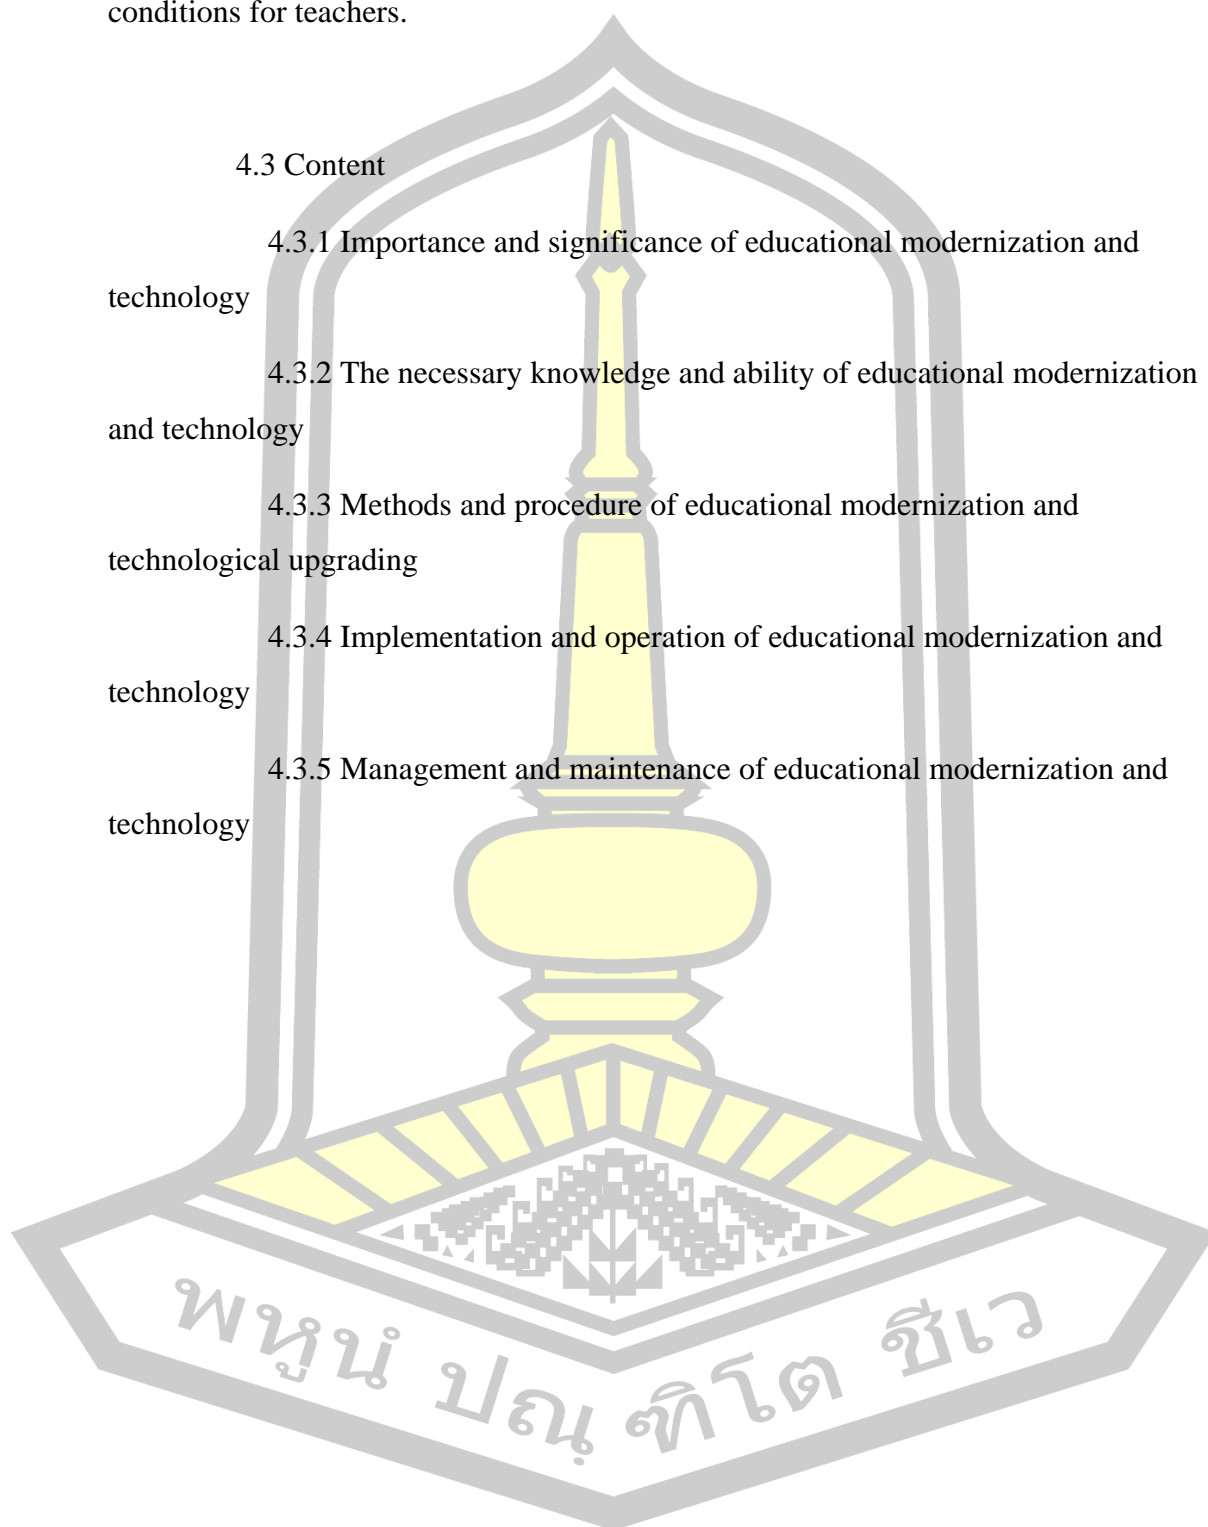 conditions for teachers.
4.3 Content
4.3.1 Importance and significance of educational modernization and
technology
4.3.2 The necessary knowledge and ability of educational modernization
and technology
4.3.3 Methods and procedure of educational modernization and
technological upgrading
4.3.4 Implementation and operation of educational modernization and
technology
4.3.5 Management and maintenance of educational modernization and
technology
พหูนํ ปณฺฑิโต ชีเว